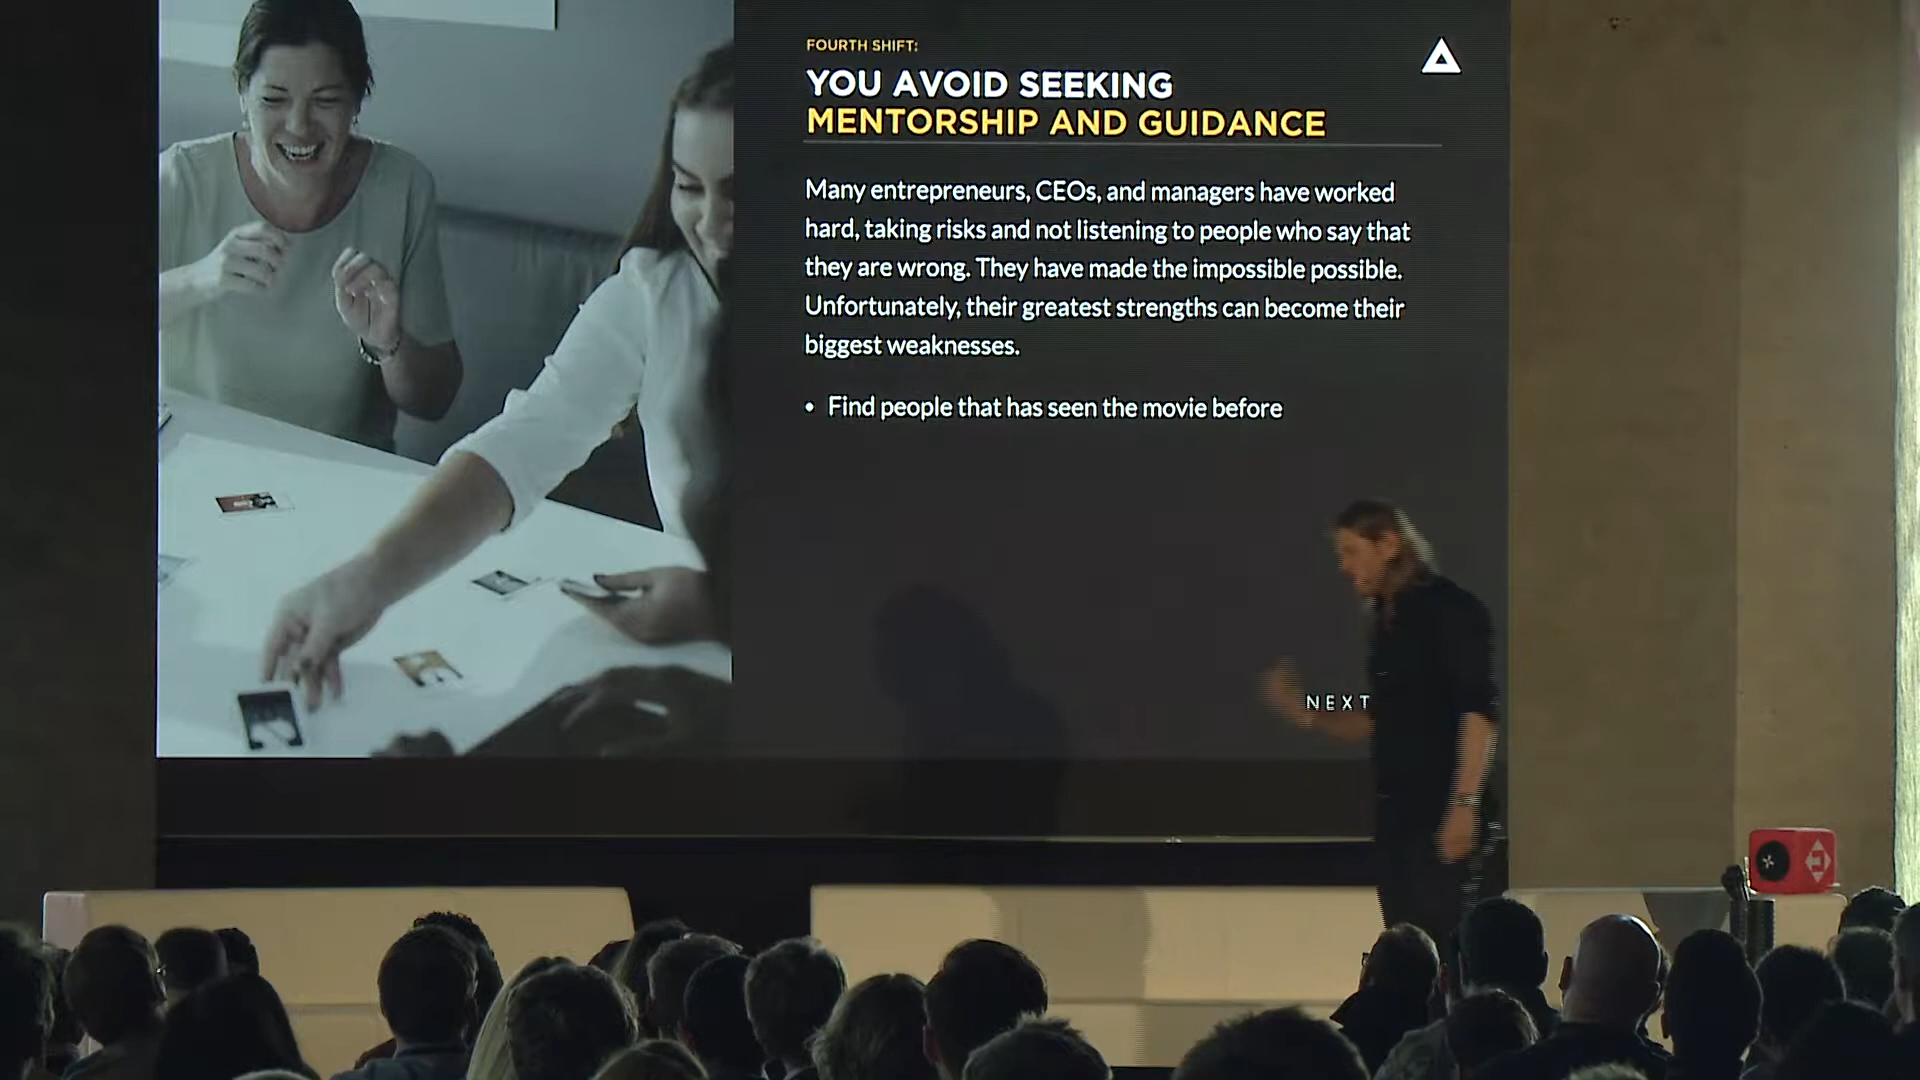 FOURTH SHIFT:
YOU AVOID SEEKING
MENTORSHIP AND GUIDANCE
Many entrepreneurs, CEOs, and managers have worked
hard, taking risks and not listening to people who say that
they are wrong. They have made the impossible possible.
Unfortunately, their greatest strengths can become their
biggest weaknesses.
• Find people that has seen the movie before
NEXT